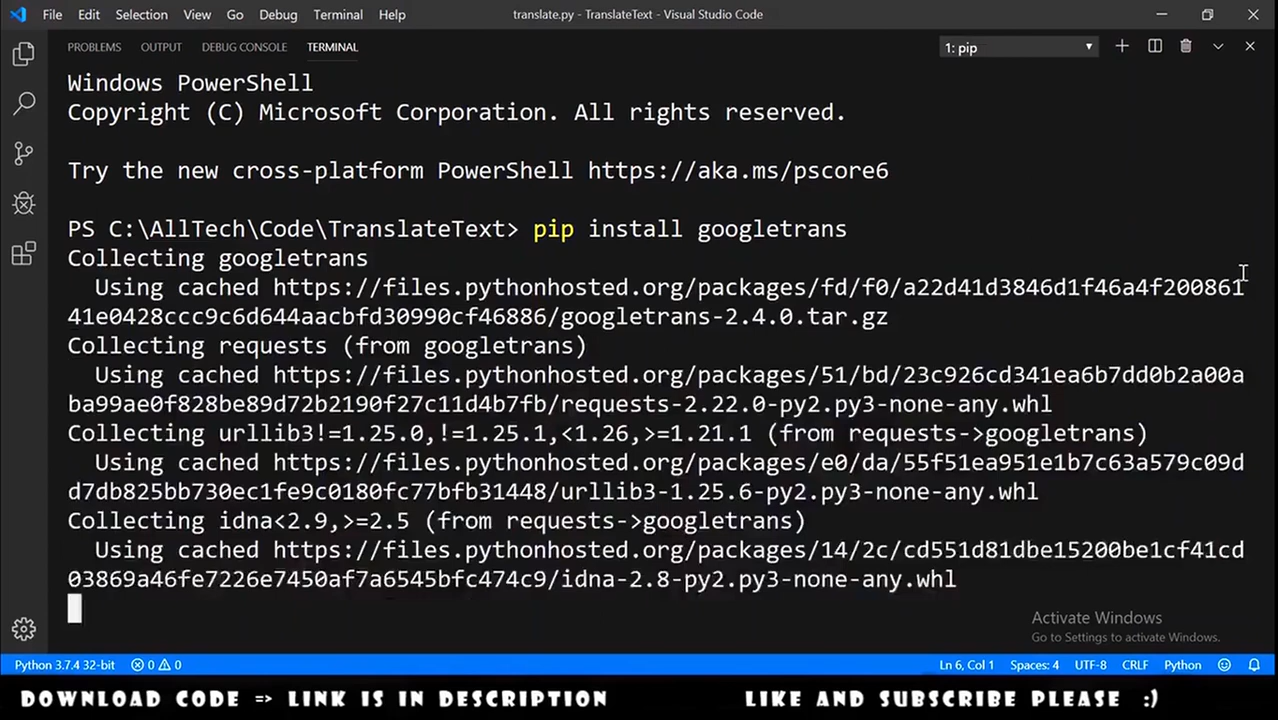 File Edit Selection View Go Debug Terminal Help translate.py - TranslateText - Visual Studio Code
PROBLEMS OUTPUT DEBUG CONSOLE TERMINAL 1: pip
Windows PowerShell
Copyright (C) Microsoft Corporation. All rights reserved.
Try the new cross-platform PowerShell https://aka.ms/pscore6
PS C:\AllTech\Code\TranslateText> pip install googletrans
Collecting googletrans
Using cached https://files.pythonhosted.org/packages/fd/f0/a22d41d3846d1f46a4f200861
41e0428ccc9c6d644aacbfd30990cf46886/googletrans-2.4.0.tar.gz
Collecting requests (from googletrans)
Using cached https://files.pythonhosted.org/packages/51/bd/23c926cd341ea6b7dd0b2a00a
ba99ae0f828be89d72b2190f27c11d4b7fb/requests-2.22.0-py2.py3-none-any.whl
Collecting urllib3!=1.25.0,!=1.25.1,<1.26,>=1.21.1 (from requests->googletrans)
Using cached https://files.pythonhosted.org/packages/e0/da/55f51ea951e1b7c63a579c09d
d7db825bb730ec1fe9c0180fc77bfb31448/urllib3-1.25.6-py2.py3-none-any.whl
Collecting idna<2.9,>=2.5 (from requests->googletrans)
Using cached https://files.pythonhosted.org/packages/14/2c/cd551d81dbe15200be1cf41cd
03869a46fe7226e7450af7a6545bfc474c9/idna-2.8-py2.py3-none-any.whl
Activate Windows
Go to Settings to activate Windows.
Python 3.7.4 32-bit 0 0 Ln 6, Col 1 Spaces: 4 UTF-8 CRLF Python
DOWNLOAD CODE => LINK IS IN DESCRIPTION LIKE AND SUBSCRIBE PLEASE :)